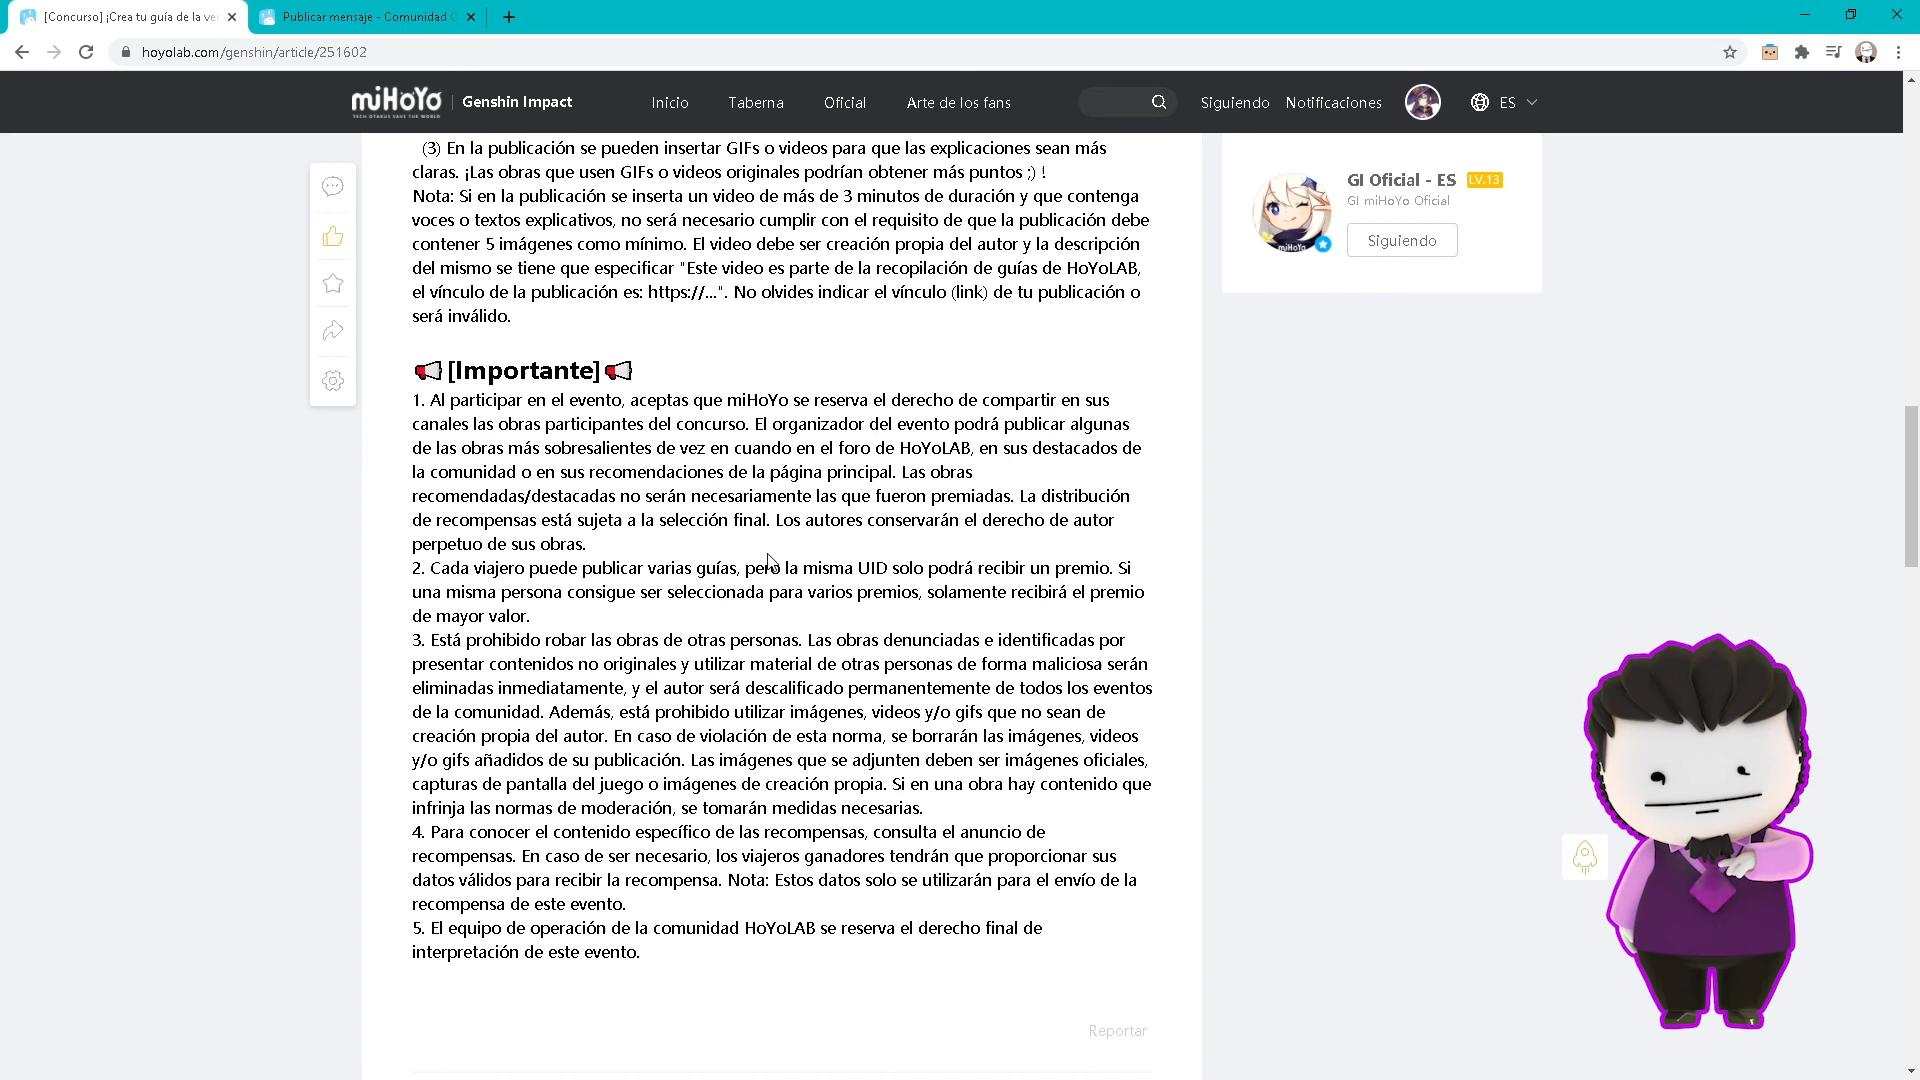 [Concurso] ¡Crea tu guía de la ve
Publicar mensaje - Comunidad
hoyolab.com/genshin/article/251602
miHoYo
TECH OTAKUS SAVE THE WORLD
Genshin Impact
Inicio
Taberna
Oficial
Arte de los fans
Siguiendo
Notificaciones
ES
(3) En la publicación se pueden insertar GIFs o videos para que las explicaciones sean más
claras. ¡Las obras que usen GIFs o videos originales podrían obtener más puntos ;) !
Nota: Si en la publicación se inserta un video de más de 3 minutos de duración y que contenga
voces o textos explicativos, no será necesario cumplir con el requisito de que la publicación debe
contener 5 imágenes como mínimo. El video debe ser creación propia del autor y la descripción
del mismo se tiene que especificar "Este video es parte de la recopilación de guías de HoYoLAB,
el vínculo de la publicación es: https://...". No olvides indicar el vínculo (link) de tu publicación o
será inválido.
[Importante]
1. Al participar en el evento, aceptas que miHoYo se reserva el derecho de compartir en sus
canales las obras participantes del concurso. El organizador del evento podrá publicar algunas
de las obras más sobresalientes de vez en cuando en el foro de HoYoLAB, en sus destacados de
la comunidad o en sus recomendaciones de la página principal. Las obras
recomendadas/destacadas no serán necesariamente las que fueron premiadas. La distribución
de recompensas está sujeta a la selección final. Los autores conservarán el derecho de autor
perpetuo de sus obras.
2. Cada viajero puede publicar varias guías, pero la misma UID solo podrá recibir un premio. Si
una misma persona consigue ser seleccionada para varios premios, solamente recibirá el premio
de mayor valor.
3. Está prohibido robar las obras de otras personas. Las obras denunciadas e identificadas por
presentar contenidos no originales y utilizar material de otras personas de forma maliciosa serán
eliminadas inmediatamente, y el autor será descalificado permanentemente de todos los eventos
de la comunidad. Además, está prohibido utilizar imágenes, videos y/o gifs que no sean de
creación propia del autor. En caso de violación de esta norma, se borrarán las imágenes, videos
y/o gifs añadidos de su publicación. Las imágenes que se adjunten deben ser imágenes oficiales,
capturas de pantalla del juego o imágenes de creación propia. Si en una obra hay contenido que
infrinja las normas de moderación, se tomarán medidas necesarias.
4. Para conocer el contenido específico de las recompensas, consulta el anuncio de
recompensas. En caso de ser necesario, los viajeros ganadores tendrán que proporcionar sus
datos válidos para recibir la recompensa. Nota: Estos datos solo se utilizarán para el envío de la
recompensa de este evento.
5. El equipo de operación de la comunidad HoYoLAB se reserva el derecho final de
interpretación de este evento.
Reportar
GI Oficial - ES LV.13
GI miHoYo Oficial
miHoYo
Siguiendo